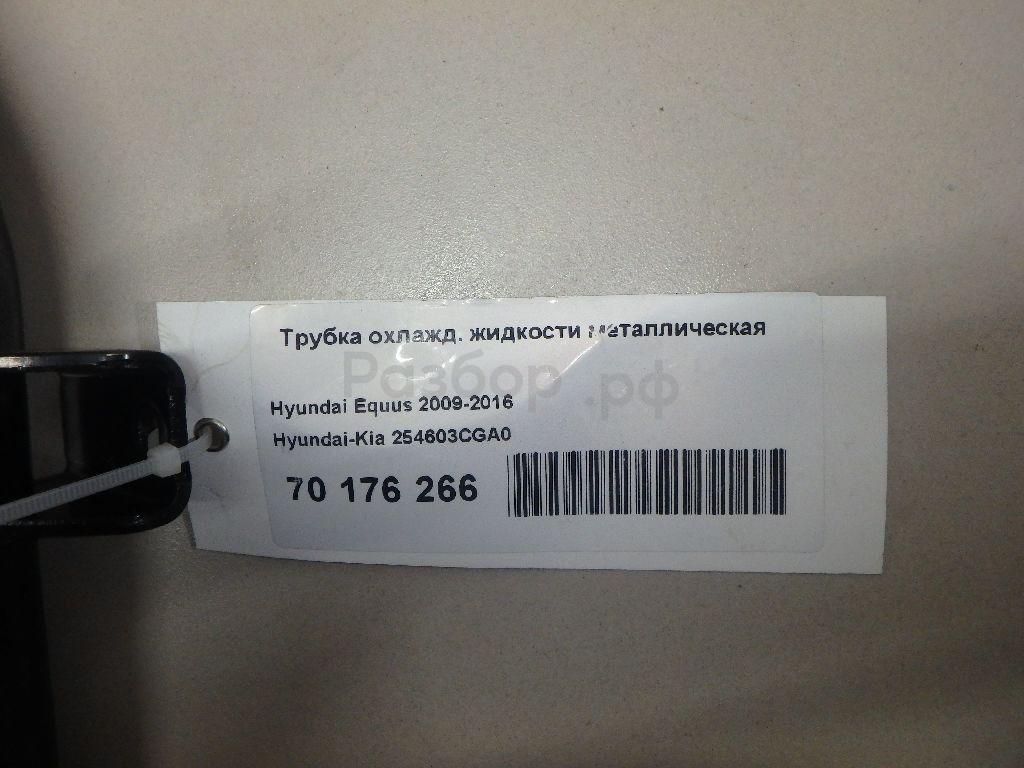 Трубка охлажд. жидкости металлическая
Разбор.рф
Hyundai Equus 2009-2016
Hyundai-Kia 254603CGA0
70 176 266